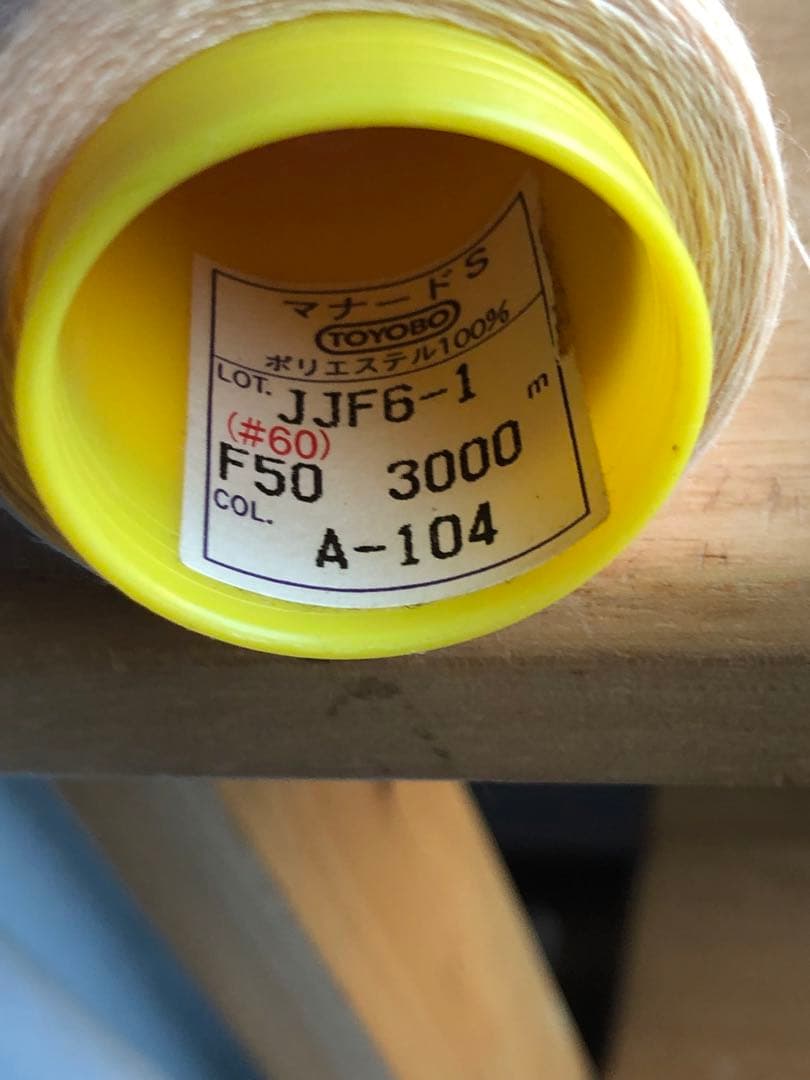 マナードS
TOYOBO
ポリエステル100%
LOT. JJF6-1
(#60) m
F50 3000
COL.
A-104